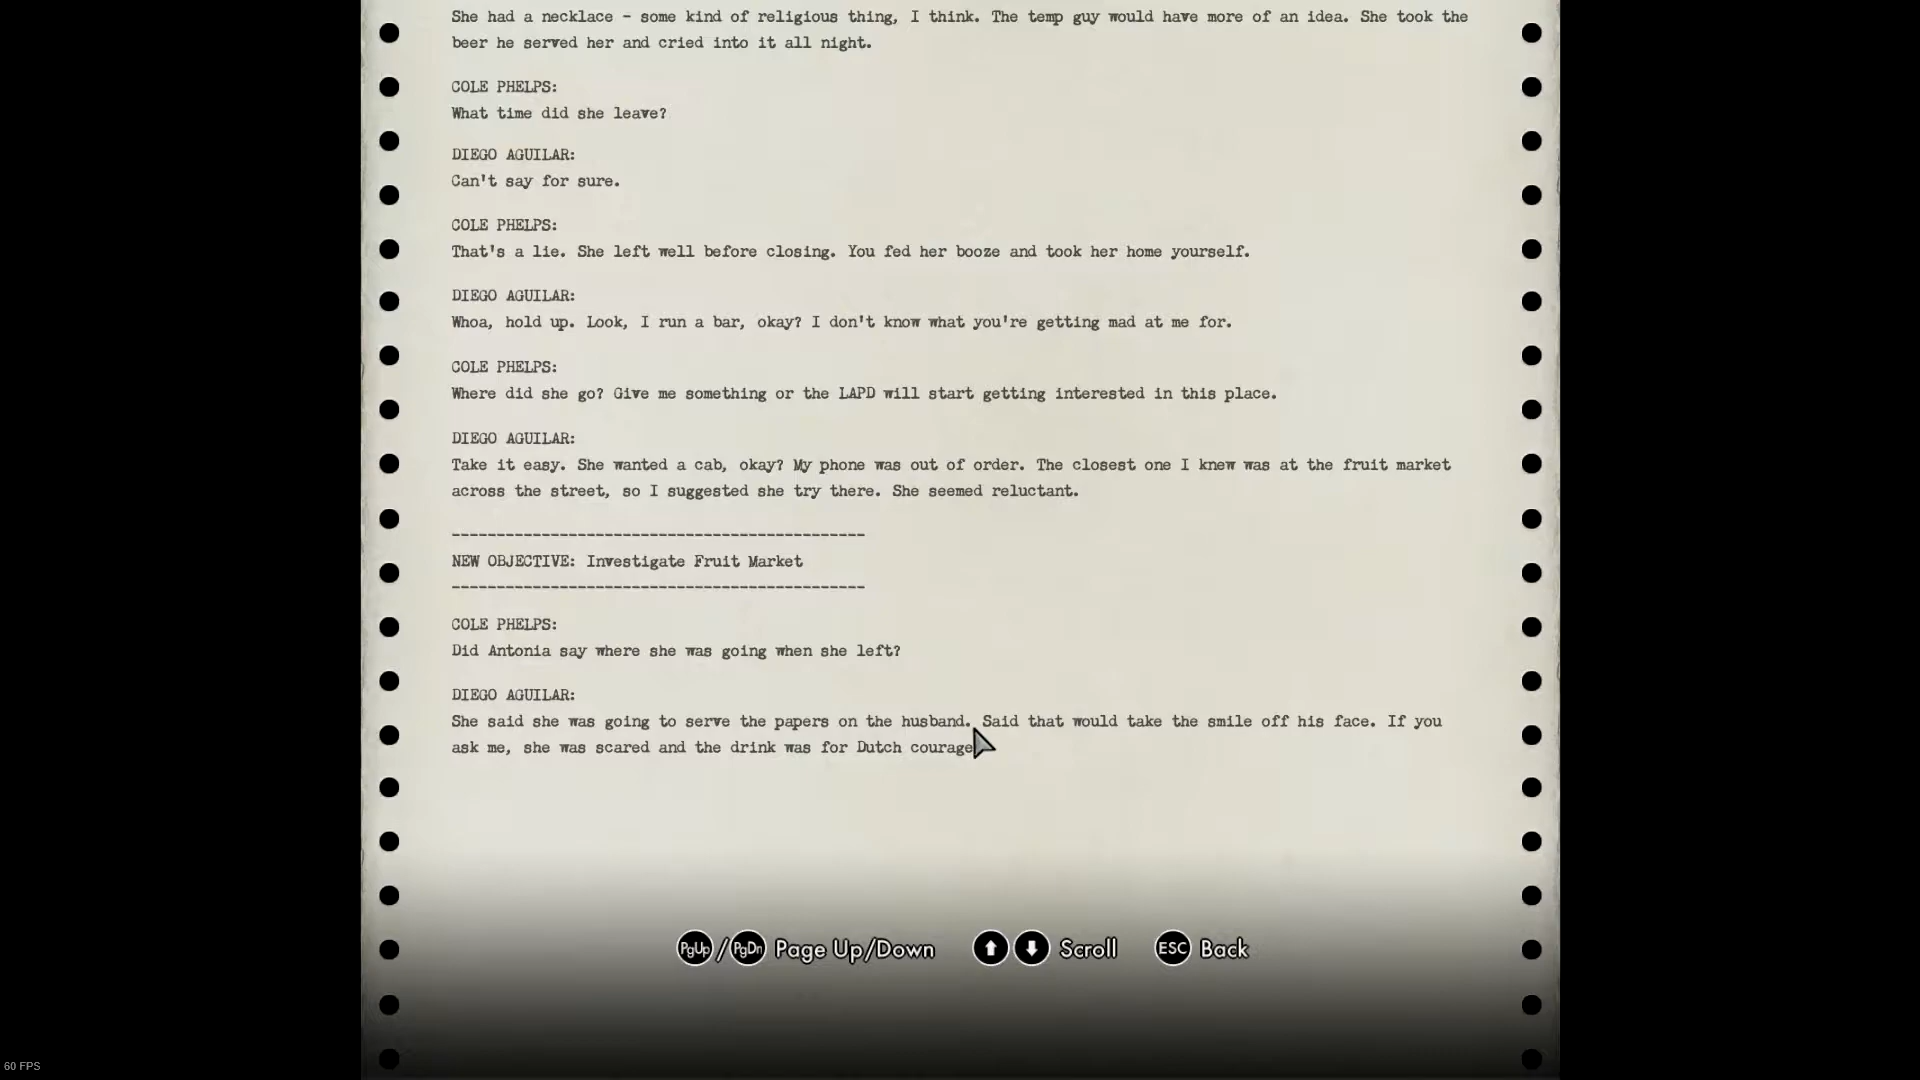 She had a necklace - some kind of religious thing, I think. The temp guy would have more of an idea. She took the
beer he served her and cried into it all night.
COLE PHELPS:
What time did she leave?
DIEGO AGUILAR:
Can't say for sure.
COLE PHELPS:
That's a lie. She left well before closing. You fed her booze and took her home yourself.
DIEGO AGUILAR:
Whoa, hold up. Look, I run a bar, okay? I don't know what you're getting mad at me for.
COLE PHELPS:
Where did she go? Give me something or the LAPD will start getting interested in this place.
DIEGO AGUILAR:
Take it easy. She wanted a cab, okay? My phone was out of order. The closest one I knew was at the fruit market
across the street, so I suggested she try there. She seemed reluctant.
----------------------------------------------
NEW OBJECTIVE: Investigate Fruit Market
----------------------------------------------
COLE PHELPS:
Did Antonia say where she was going when she left?
DIEGO AGUILAR:
She said she was going to serve the papers on the husband. Said that would take the smile off his face. If you
ask me, she was scared and the drink was for Dutch courage
PgUp/PgDn Page Up/Down ↑ ↓ Scroll ESC Back
60 FPS